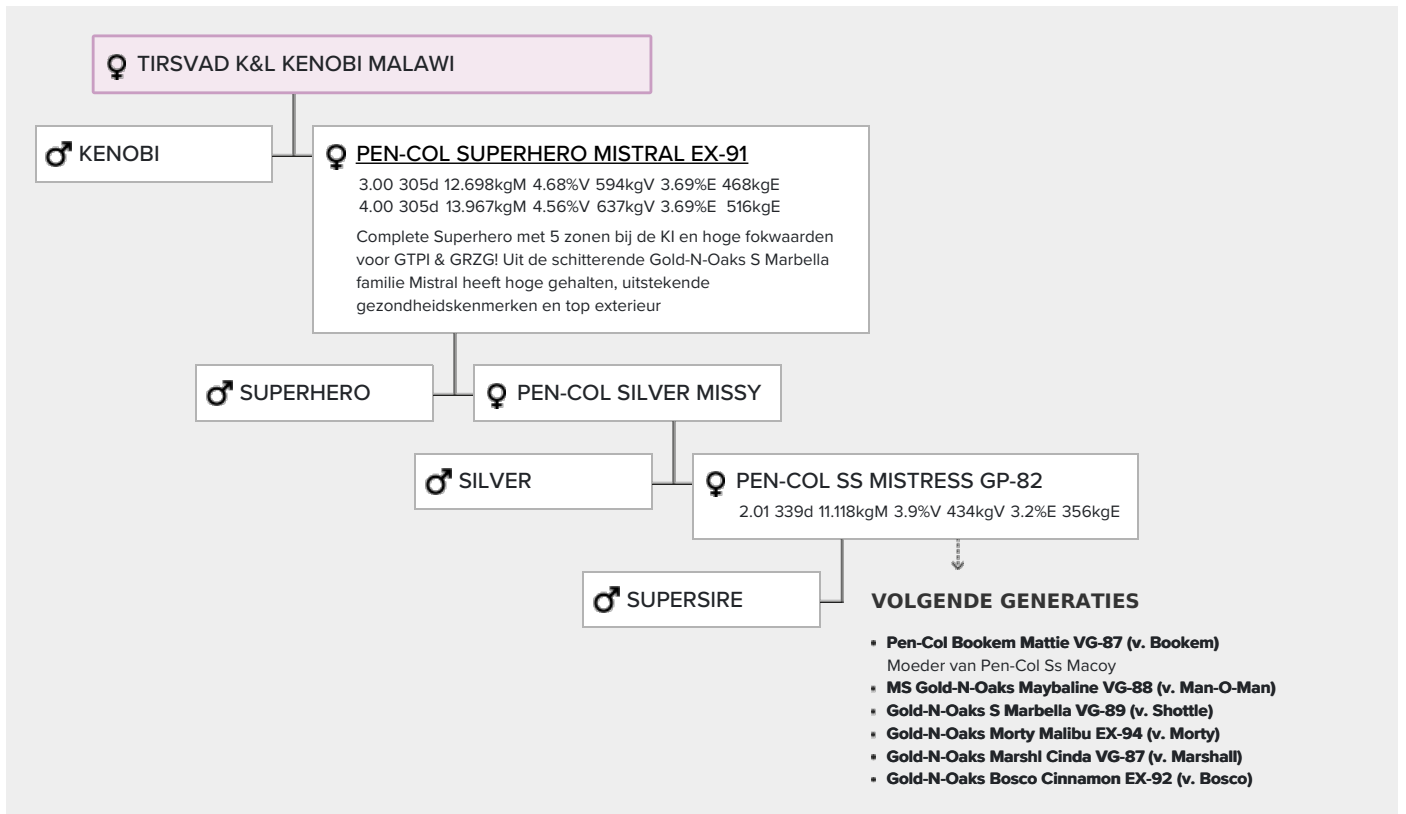 TIRSVAD K&L KENOBI MALAWI
KENOBI
PEN-COL SUPERHERO MISTRAL EX-91
3.00 305d 12.698kgM 4.68%V 594kgV 3.69%E 468kgE
4.00 305d 13.967kgM 4.56%V 637kgV 3.69%E 516kgE
Complete Superhero met 5 zonen bij de KI en hoge fokwaarden
voor GTPI & GRZG! Uit de schitterende Gold-N-Oaks S Marbella
familie Mistral heeft hoge gehalten, uitstekende
gezondheidskenmerken en top exterieur
SUPERHERO
PEN-COL SILVER MISSY
SILVER
PEN-COL SS MISTRESS GP-82
2.01 339d 11.118kgM 3.9%V 434kgV 3.2%E 356kgE
SUPERSIRE
VOLGENDE GENERATIES
Pen-Col Bookem Mattie VG-87 (v. Bookem)
Moeder van Pen-Col Ss Macoy
MS Gold-N-Oaks Maybaline VG-88 (v. Man-O-Man)
Gold-N-Oaks S Marbella VG-89 (v. Shottle)
Gold-N-Oaks Morty Malibu EX-94 (v. Morty)
Gold-N-Oaks Marshl Cinda VG-87 (v. Marshall)
Gold-N-Oaks Bosco Cinnamon EX-92 (v. Bosco)